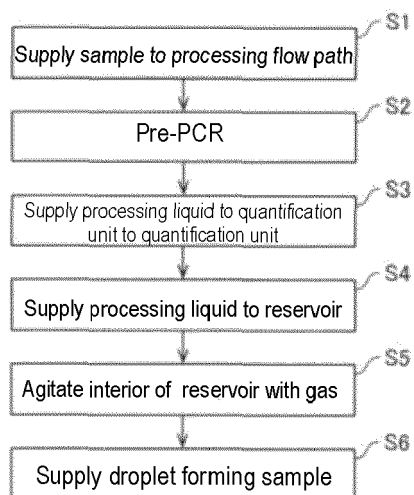 S1
Supply sample to processing flow path
S2
Pre-PCR
S3
Supply processing liquid to quantification
unit to quantification unit
S4
Supply processing liquid to reservoir
S5
Agitate interior of reservoir with gas
S6
Supply droplet forming sample